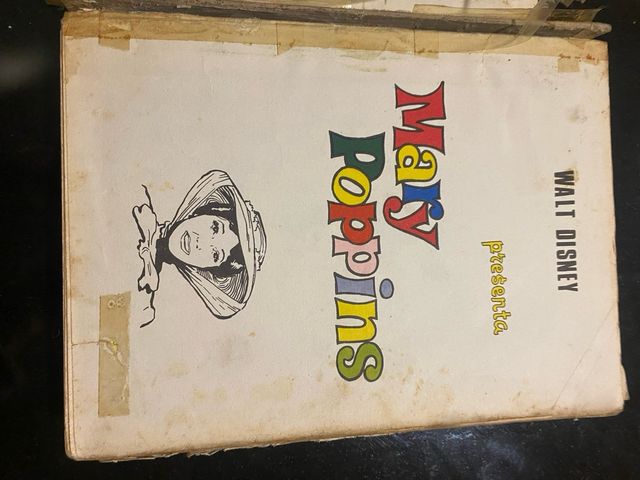 WALT DISNEY
presenta
Mary
Poppins